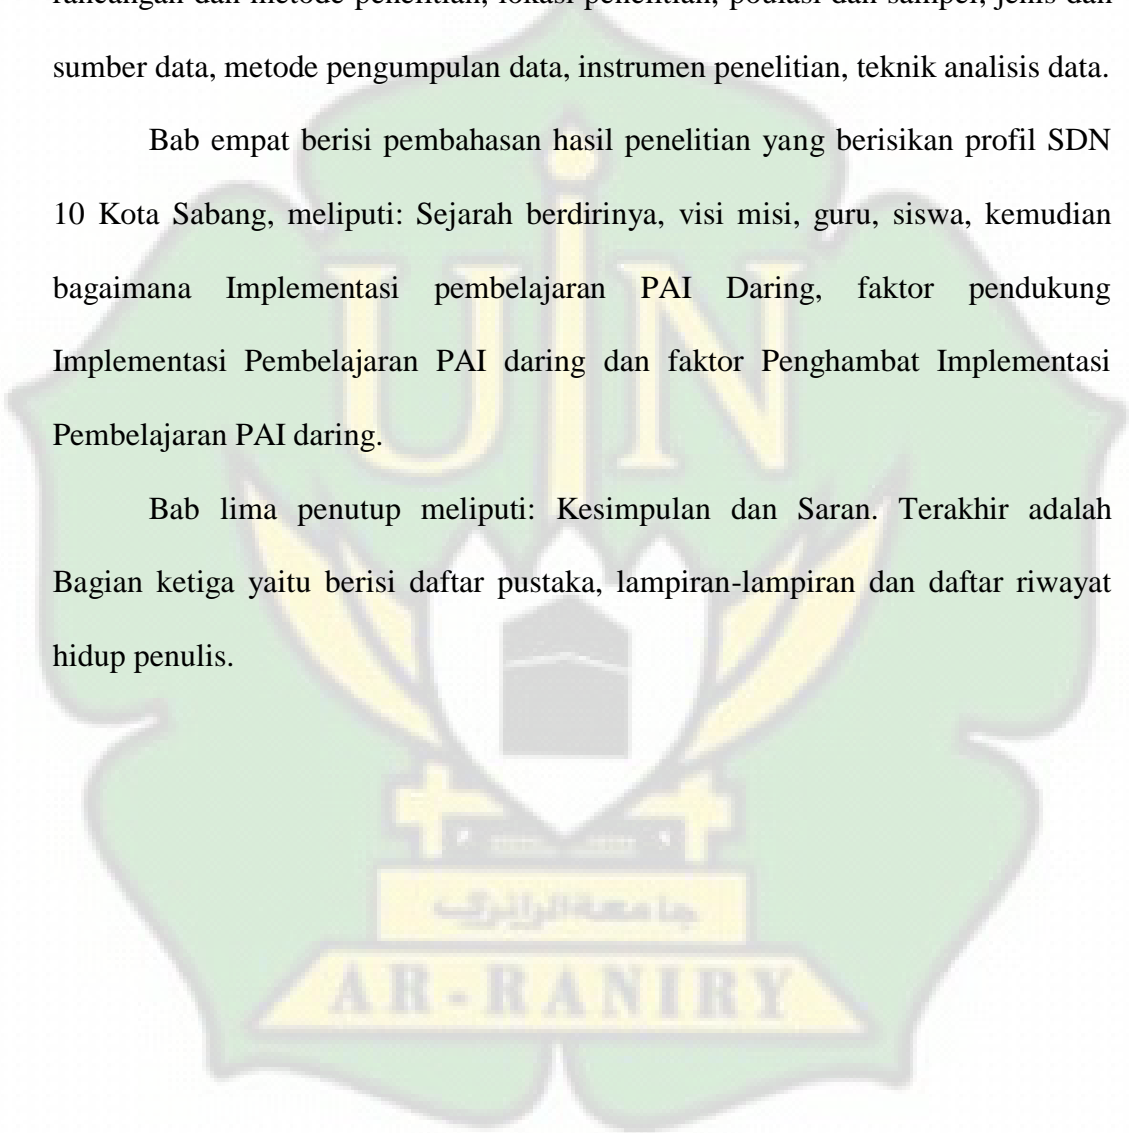 rancangan dan metode penelitian, lokasi penelitian, poulasi dan sampel, jenis dan
sumber data, metode pengumpulan data, instrumen penelitian, teknik analisis data.
Bab empat berisi pembahasan hasil penelitian yang berisikan profil SDN
10 Kota Sabang, meliputi: Sejarah berdirinya, visi misi, guru, siswa, kemudian
bagaimana Implementasi pembelajaran PAI Daring, faktor pendukung
Implementasi Pembelajaran PAI daring dan faktor Penghambat Implementasi
Pembelajaran PAI daring.
Bab lima penutup meliputi: Kesimpulan dan Saran. Terakhir adalah
Bagian ketiga yaitu berisi daftar pustaka, lampiran-lampiran dan daftar riwayat
hidup penulis.
UIN
جامعة الرانري
AR-RANIRY